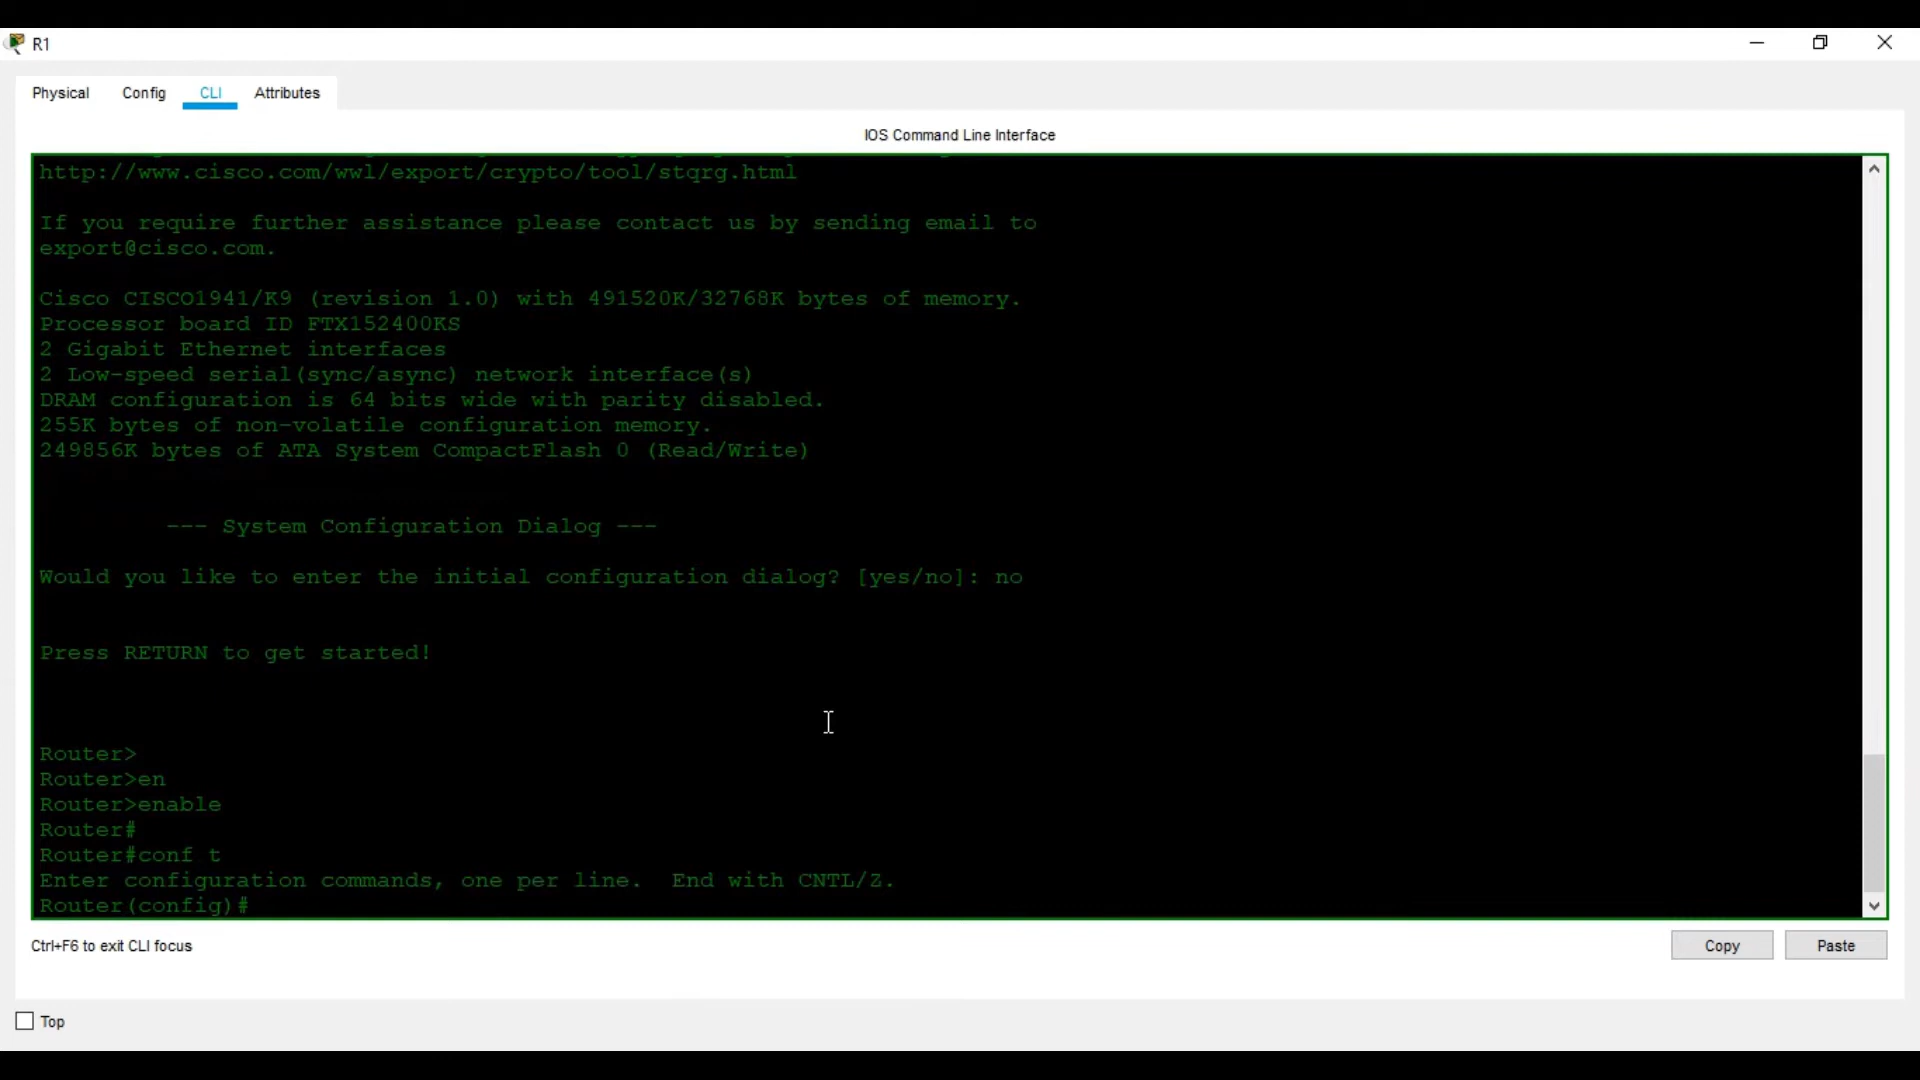 R1
Physical Config CLI Attributes
IOS Command Line Interface
http://www.cisco.com/wwl/export/crypto/tool/stqrg.html
If you require further assistance please contact us by sending email to
export@cisco.com.
Cisco CISCO1941/K9 (revision 1.0) with 491520K/32768K bytes of memory.
Processor board ID FTX152400KS
2 Gigabit Ethernet interfaces
2 Low-speed serial(sync/async) network interface(s)
DRAM configuration is 64 bits wide with parity disabled.
255K bytes of non-volatile configuration memory.
249856K bytes of ATA System CompactFlash 0 (Read/Write)
--- System Configuration Dialog ---
Would you like to enter the initial configuration dialog? [yes/no]: no
Press RETURN to get started!
Router>
Router>en
Router>enable
Router#
Router#conf t
Enter configuration commands, one per line.  End with CNTL/Z.
Router(config)#
Ctrl+F6 to exit CLI focus
Copy Paste
Top